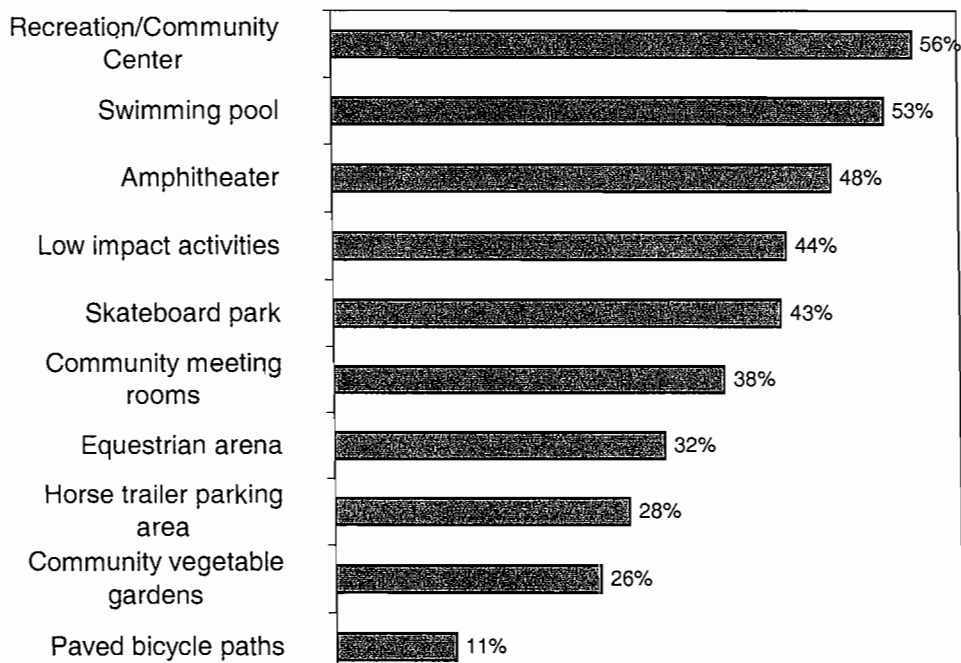 Recreation/Community
Center
56%
Swimming pool
53%
Amphitheater
48%
Low impact activities
44%
Skateboard park
43%
Community meeting
rooms
38%
Equestrian arena
32%
Horse trailer parking
area
28%
Community vegetable
gardens
26%
Paved bicycle paths
11%